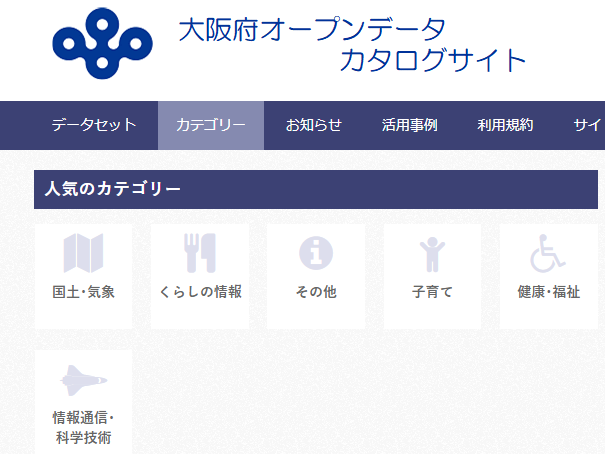 大阪府オープンデータ
カタログサイト
データセット カテゴリー お知らせ 活用事例 利用規約 サイ
人気のカテゴリー
国土・気象 くらしの情報 その他 子育て 健康・福祉
情報通信・
科学技術